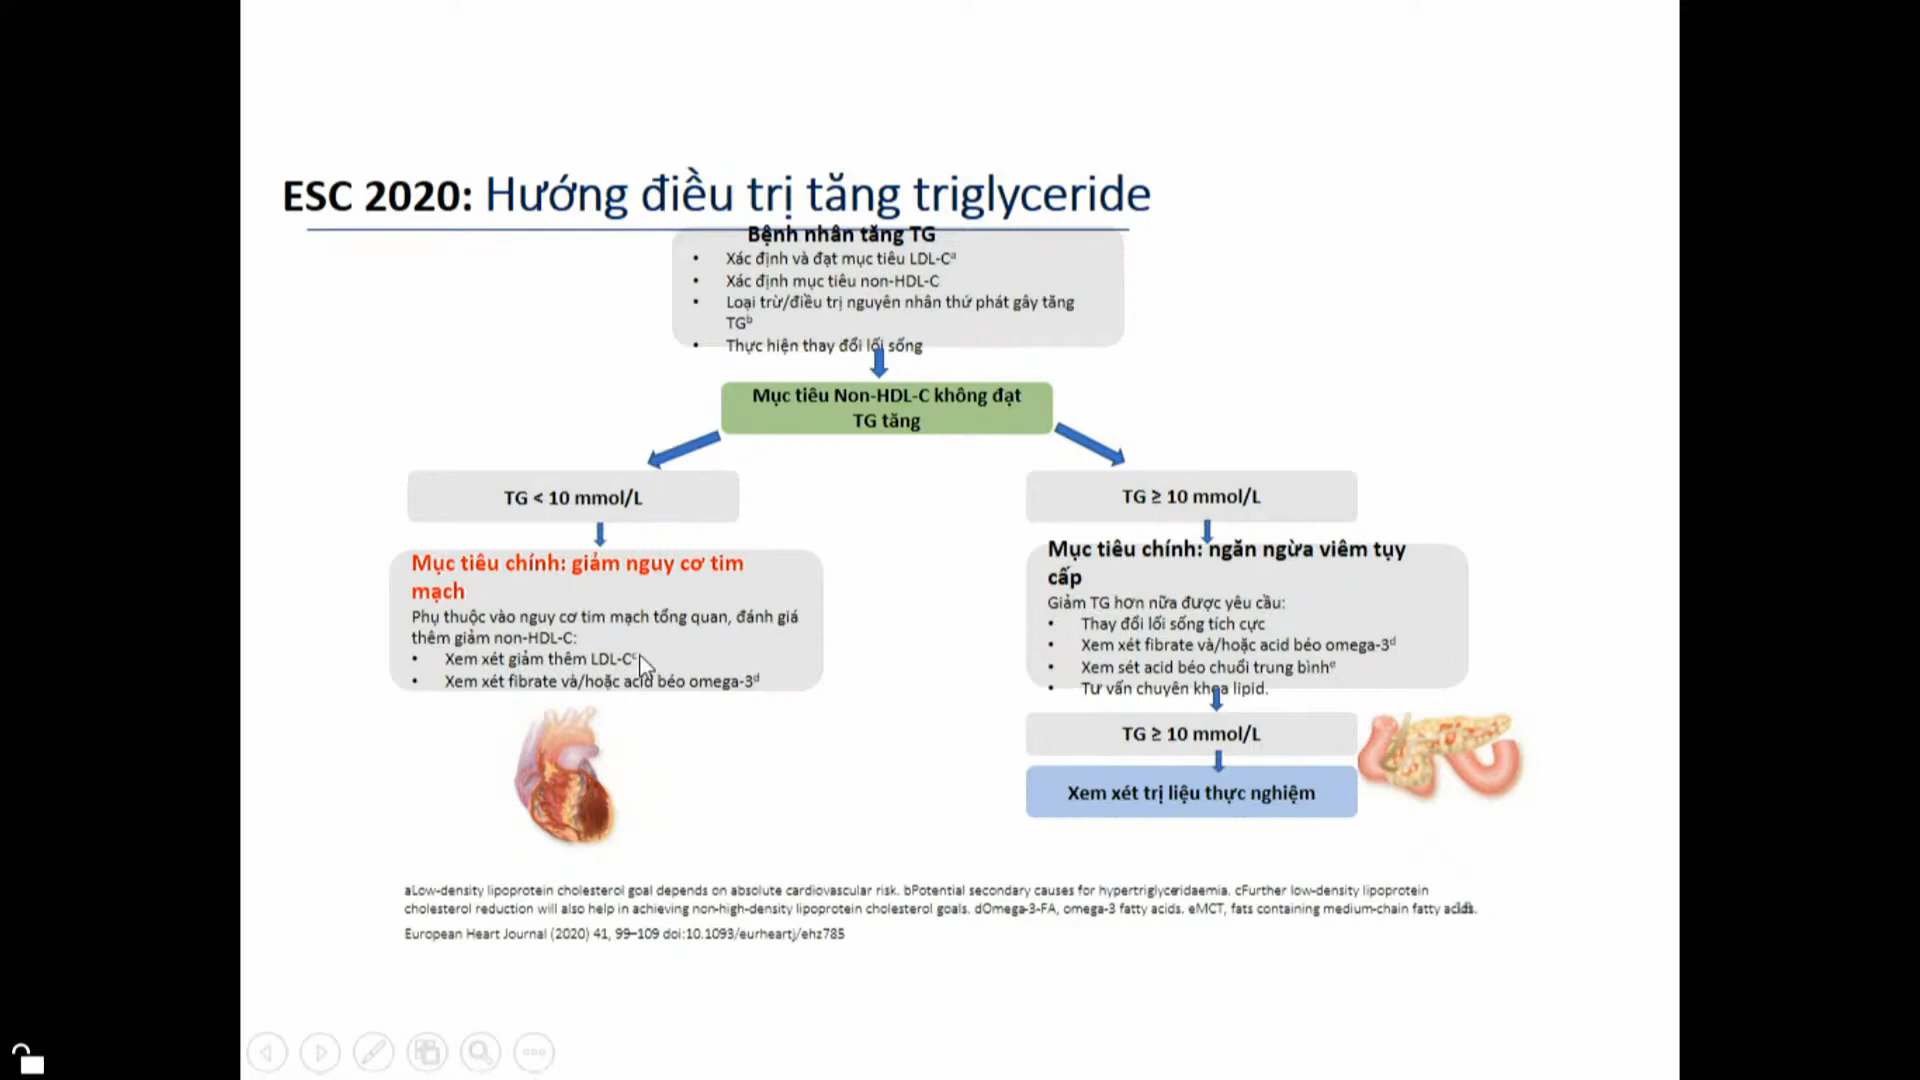 ESC 2020: Hướng điều trị tăng triglyceride
Bệnh nhân tăng TG
• Xác định và đạt mục tiêu LDL-Cᵃ
• Xác định mục tiêu non-HDL-C
• Loại trừ/điều trị nguyên nhân thứ phát gây tăng
TGᵇ
• Thực hiện thay đổi lối sống
Mục tiêu Non-HDL-C không đạt
TG tăng
TG < 10 mmol/L
Mục tiêu chính: giảm nguy cơ tim
mạch
Phụ thuộc vào nguy cơ tim mạch tổng quan, đánh giá
thêm giảm non-HDL-C:
• Xem xét giảm thêm LDL-Cᶜ
• Xem xét fibrate và/hoặc acid béo omega-3ᵈ
TG ≥ 10 mmol/L
Mục tiêu chính: ngăn ngừa viêm tụy
cấp
Giảm TG hơn nữa được yêu cầu:
• Thay đổi lối sống tích cực
• Xem xét fibrate và/hoặc acid béo omega-3ᵈ
• Xem sét acid béo chuổi trung bìnhᵉ
• Tư vấn chuyên khoa lipid.
TG ≥ 10 mmol/L
Xem xét trị liệu thực nghiệm
aLow-density lipoprotein cholesterol goal depends on absolute cardiovascular risk. bPotential secondary causes for hypertriglyceridaemia. cFurther low-density lipoprotein
cholesterol reduction will also help in achieving non-high-density lipoprotein cholesterol goals. dOmega-3-FA, omega-3 fatty acids. eMCT, fats containing medium-chain fatty acids.
European Heart Journal (2020) 41, 99–109 doi:10.1093/eurheartj/ehz785